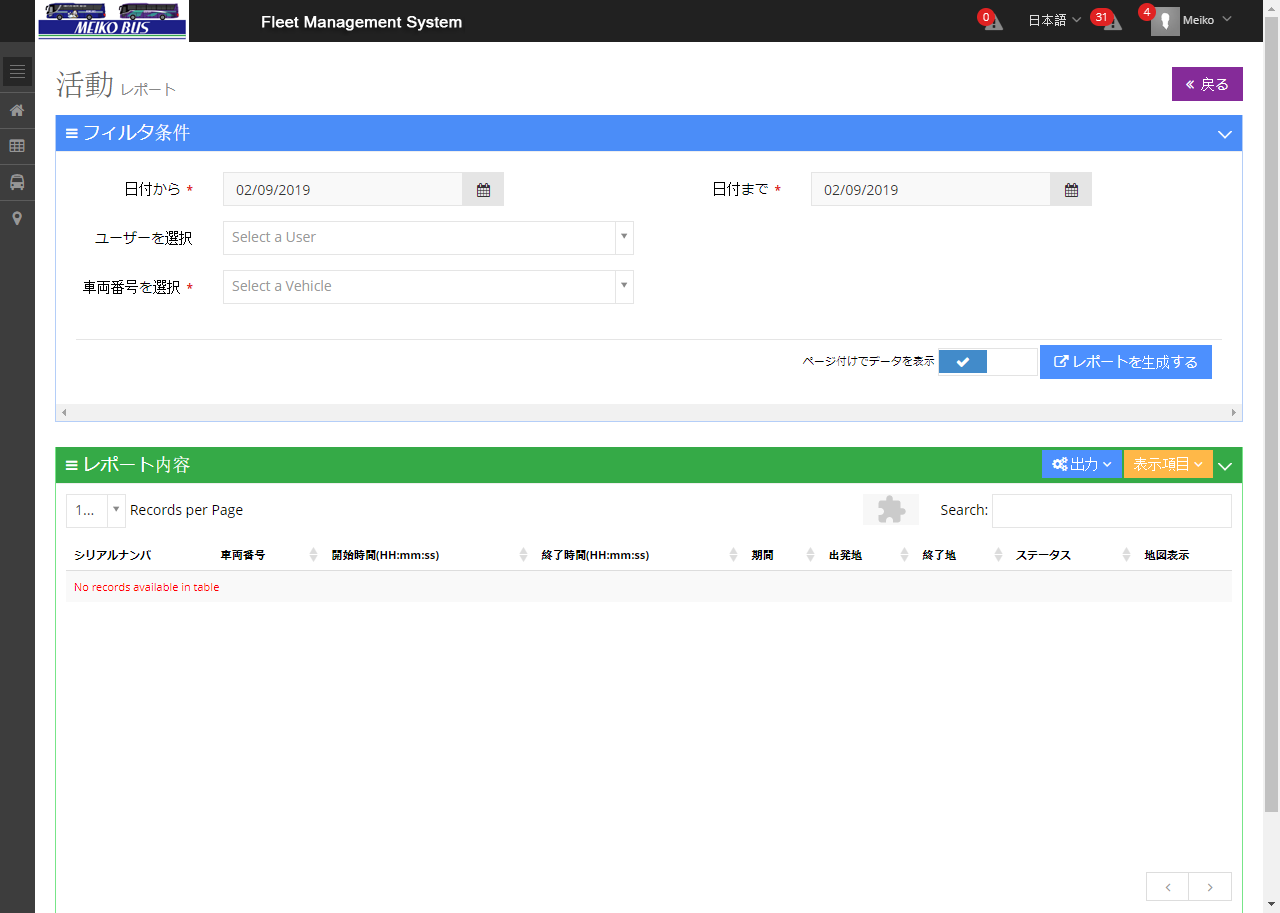 MEIKO BUS
Fleet Management System
0
日本語
31
4
Meiko
活動 レポート
« 戻る
フィルタ条件
日付から *
02/09/2019
日付まで *
02/09/2019
ユーザーを選択
Select a User
車両番号を選択 *
Select a Vehicle
ページ付けでデータを表示
レポートを生成する
レポート内容
出力
表示項目
1...
Records per Page
Search:
シリアルナンバ 車両番号 開始時間(HH:mm:ss) 終了時間(HH:mm:ss) 期間 出発地 終了地 ステータス 地図表示
No records available in table